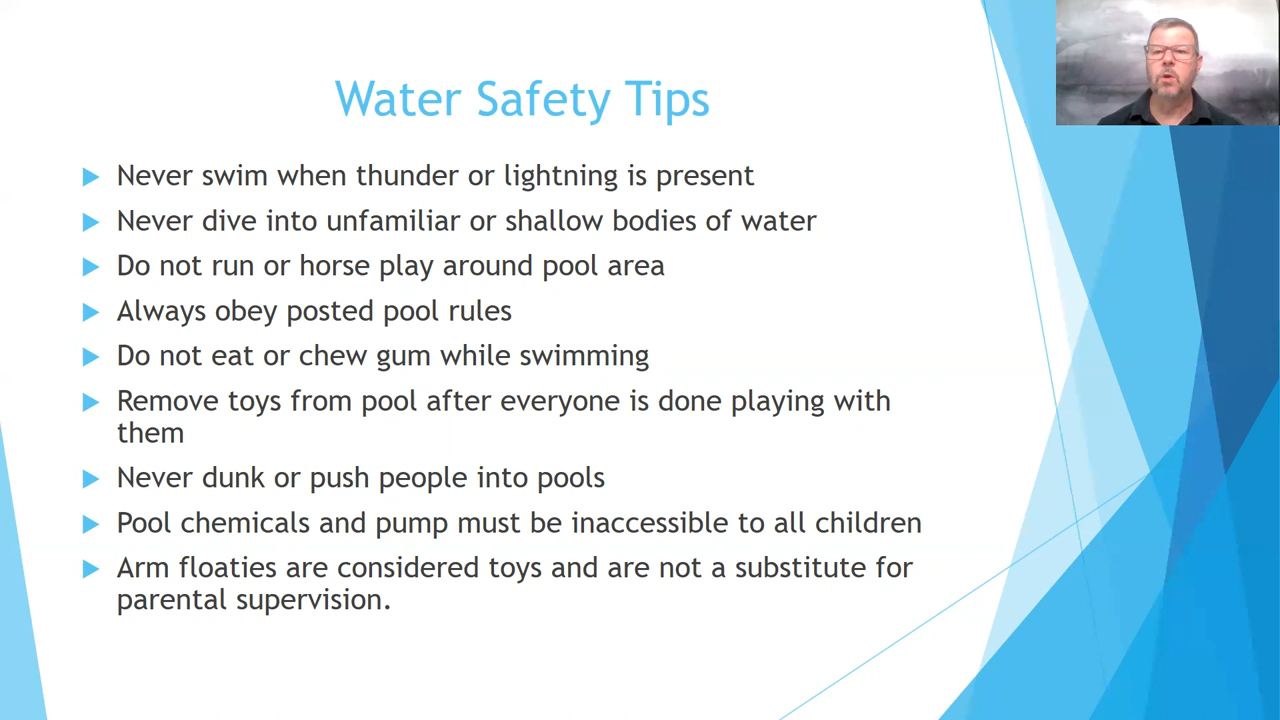 Water Safety Tips
Never swim when thunder or lightning is present
Never dive into unfamiliar or shallow bodies of water
Do not run or horse play around pool area
Always obey posted pool rules
Do not eat or chew gum while swimming
Remove toys from pool after everyone is done playing with
them
Never dunk or push people into pools
Pool chemicals and pump must be inaccessible to all children
Arm floaties are considered toys and are not a substitute for
parental supervision.